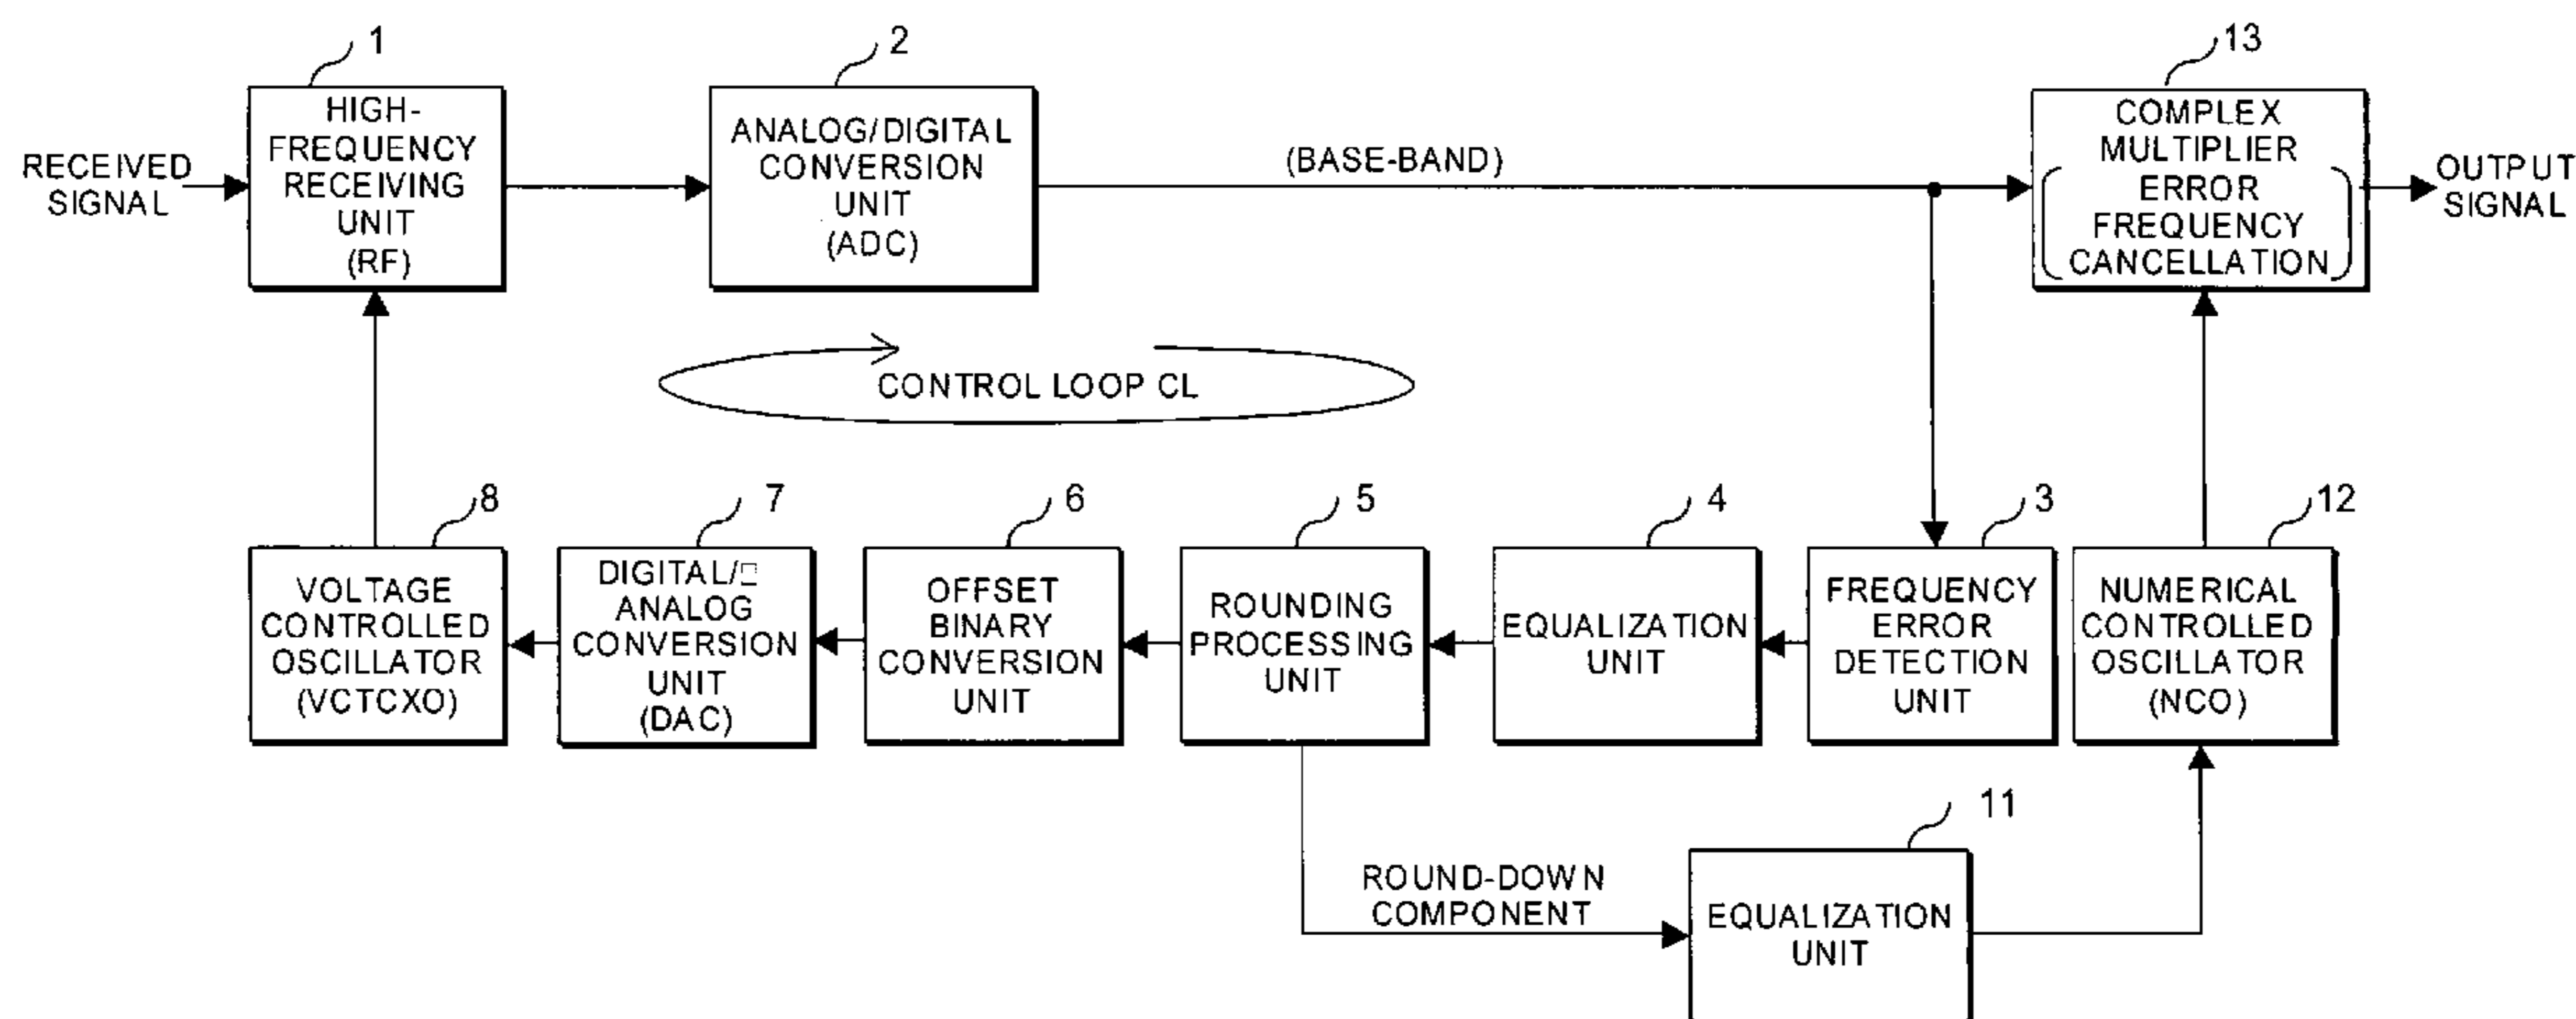 1
2
13
RECEIVED
SIGNAL
HIGH-
FREQUENCY
RECEIVING
UNIT
(RF)
ANALOG/DIGITAL
CONVERSION
UNIT
(ADC)
(BASE-BAND)
COMPLEX
MULTIPLIER
ERROR
FREQUENCY
CANCELLATION
OUTPUT
SIGNAL
CONTROL LOOP CL
8
7
6
5
4
3
12
VOLTAGE
CONTROLLED
OSCILLATOR
(VCTCXO)
DIGITAL/□
ANALOG
CONVERSION
UNIT
(DAC)
OFFSET
BINARY
CONVERSION
UNIT
ROUNDING
PROCESSING
UNIT
EQUALIZATION
UNIT
FREQUENCY
ERROR
DETECTION
UNIT
NUMERICAL
CONTROLLED
OSCILLATOR
(NCO)
11
ROUND-DOWN
COMPONENT
EQUALIZATION
UNIT